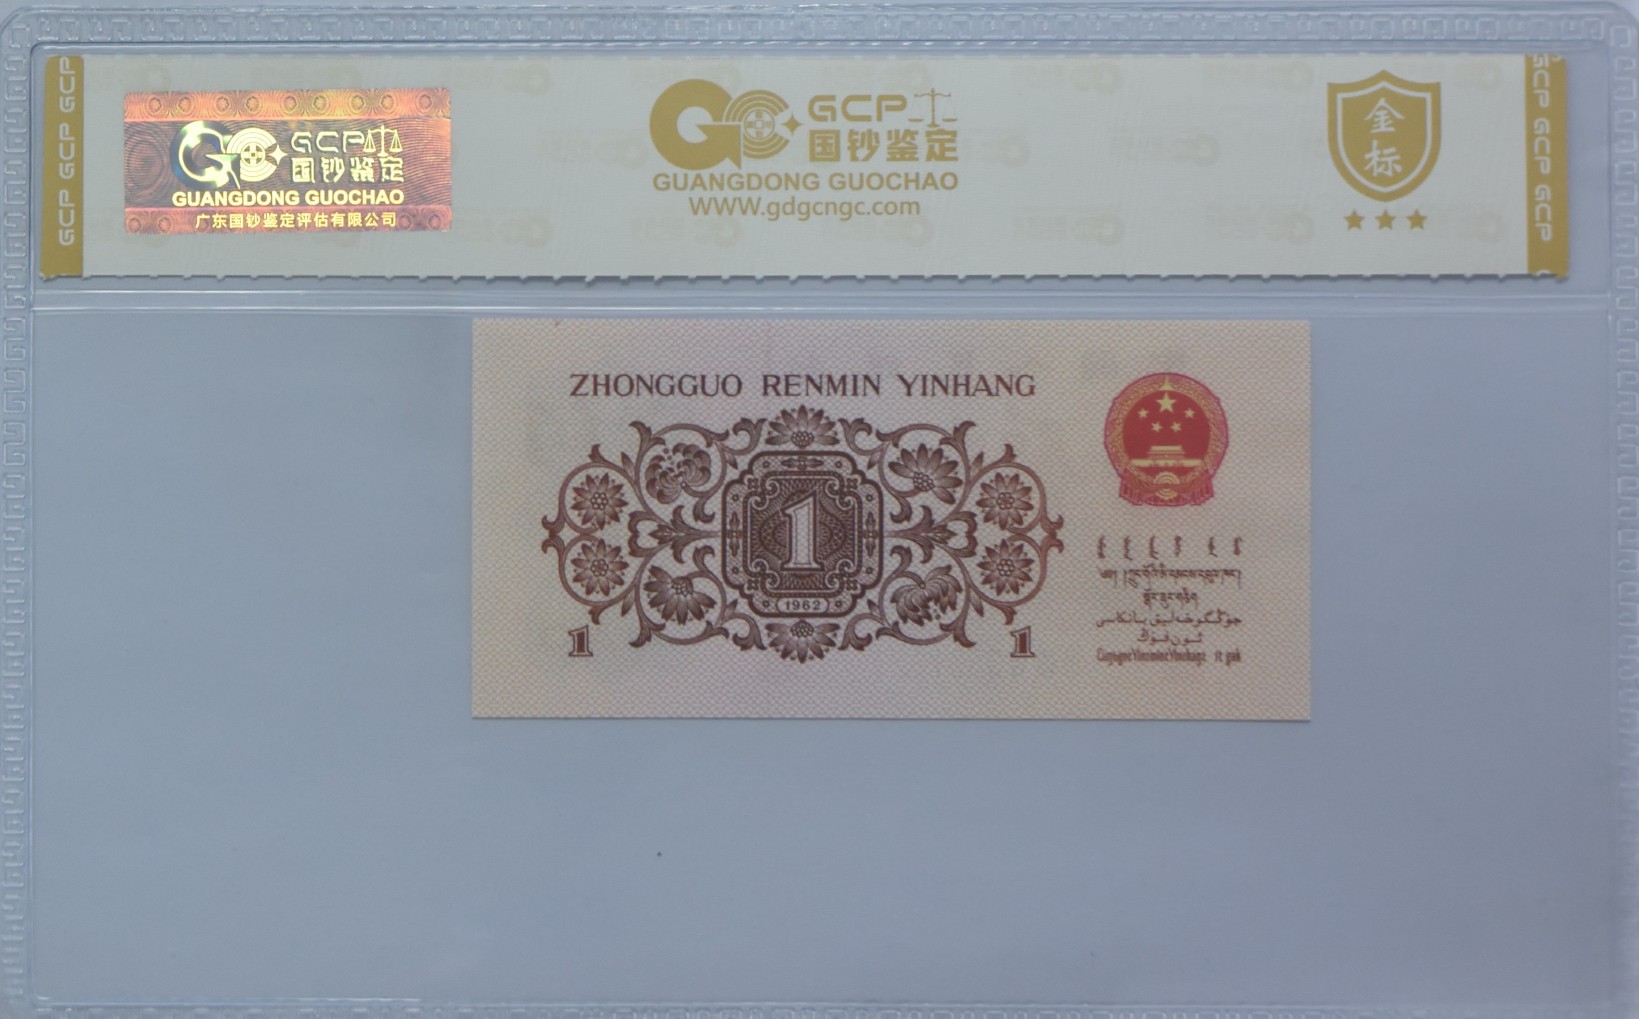 GCP GCP GCP
GCP
国钞鉴定
GUANGDONG GUOCHAO
广东国钞鉴定评估有限公司
GCP
国钞鉴定
GUANGDONG GUOCHAO
WWW.gdgcngc.com
金
标
GCP GCP GCP
ZHONGGUO RENMIN YINHANG
1
1962
1
1